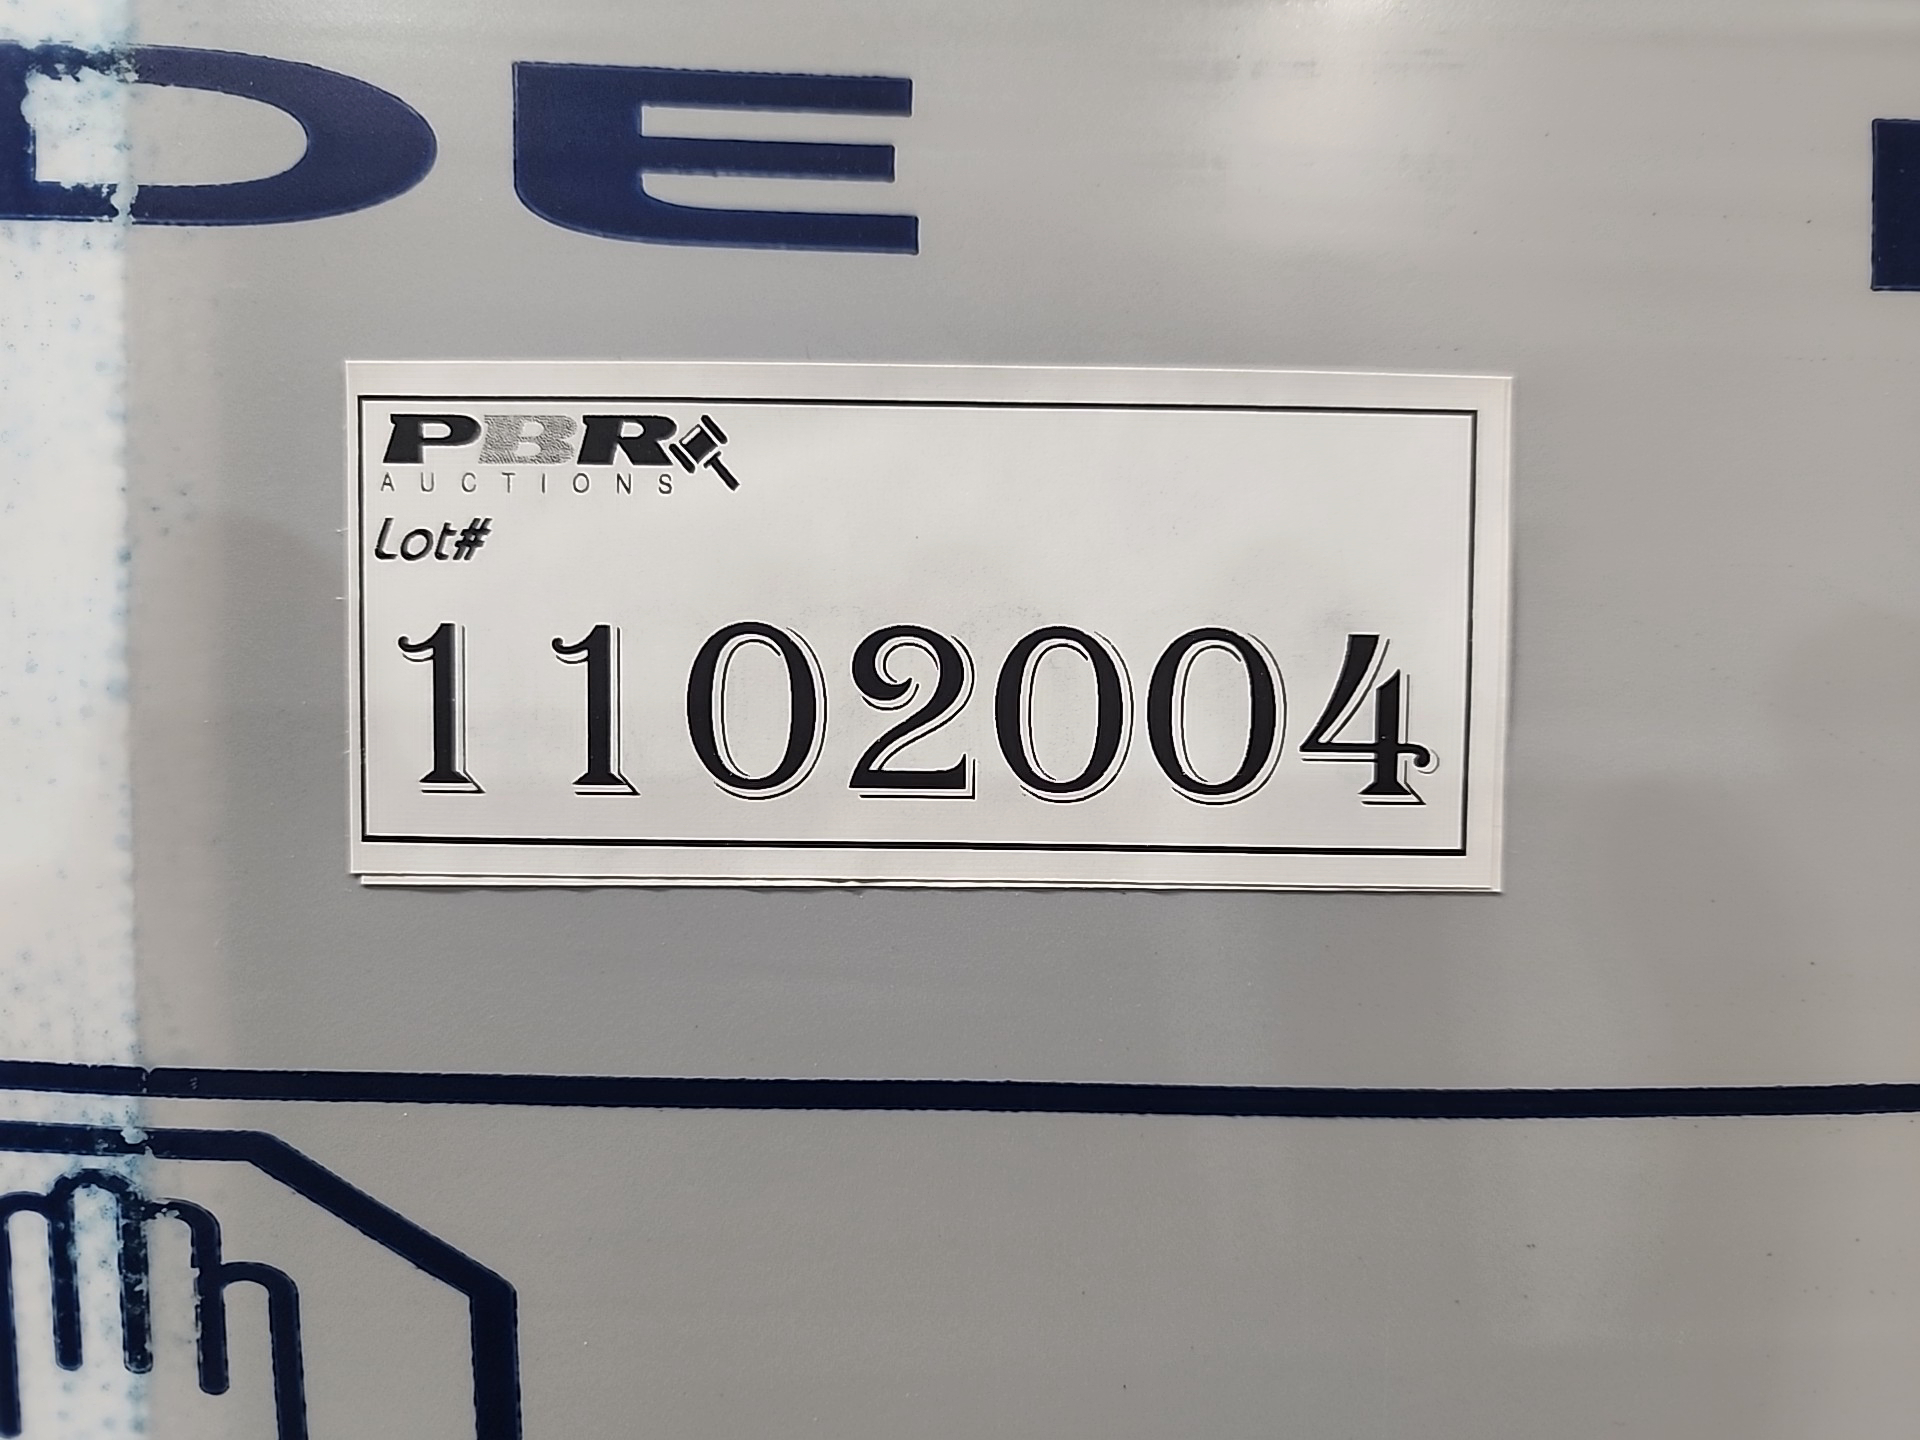 DE
PBR
AUCTIONS
Lot#
1102004